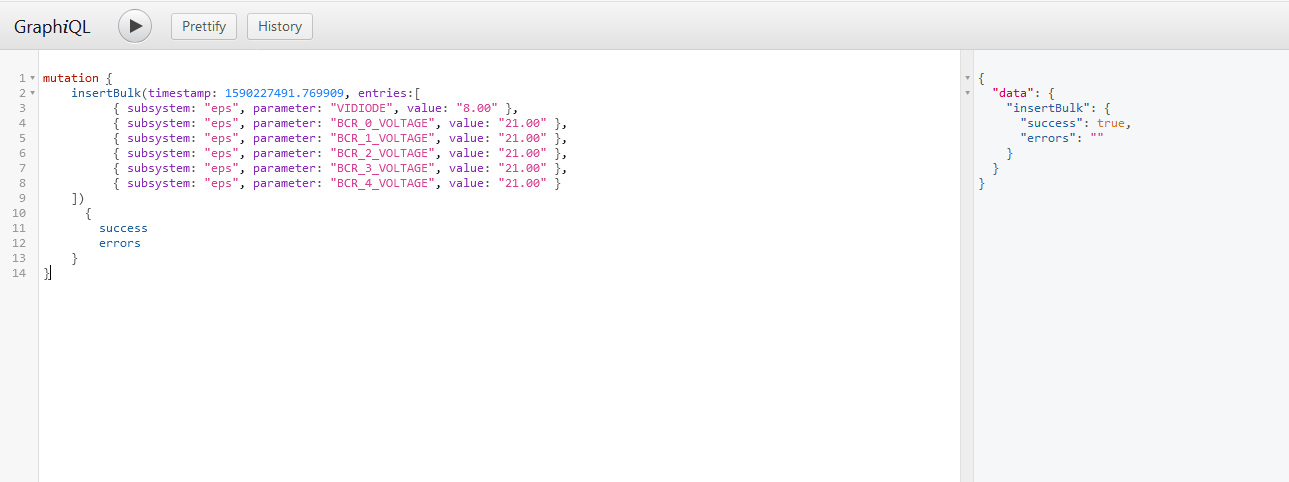 GraphiQL Prettify History
1 mutation {
2 insertBulk(timestamp: 1590227491.769909, entries:[
3 { subsystem: "eps", parameter: "VIDIODE", value: "8.00" },
4 { subsystem: "eps", parameter: "BCR_0_VOLTAGE", value: "21.00" },
5 { subsystem: "eps", parameter: "BCR_1_VOLTAGE", value: "21.00" },
6 { subsystem: "eps", parameter: "BCR_2_VOLTAGE", value: "21.00" },
7 { subsystem: "eps", parameter: "BCR_3_VOLTAGE", value: "21.00" },
8 { subsystem: "eps", parameter: "BCR_4_VOLTAGE", value: "21.00" }
9 ])
10 {
11 success
12 errors
13 }
14 }
{
"data": {
"insertBulk": {
"success": true,
"errors": ""
}
}
}